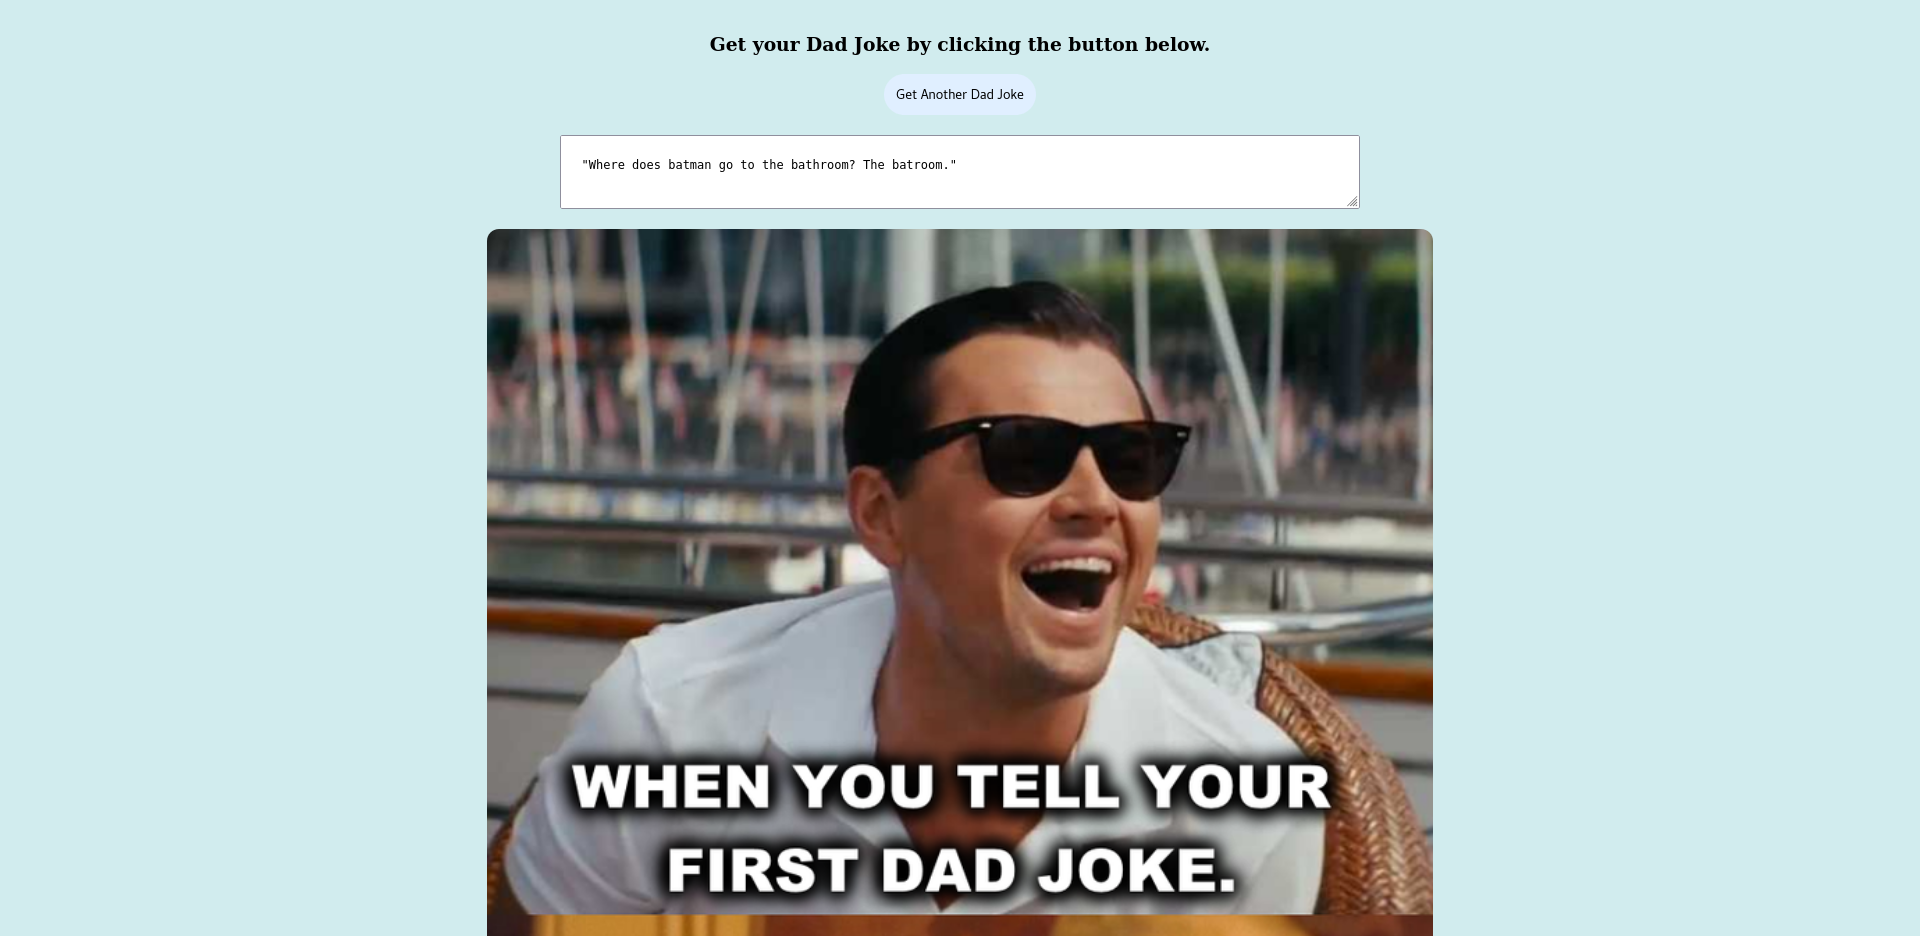 Get your Dad Joke by clicking the button below.
Get Another Dad Joke
"Where does batman go to the bathroom? The batroom."
WHEN YOU TELL YOUR
FIRST DAD JOKE.